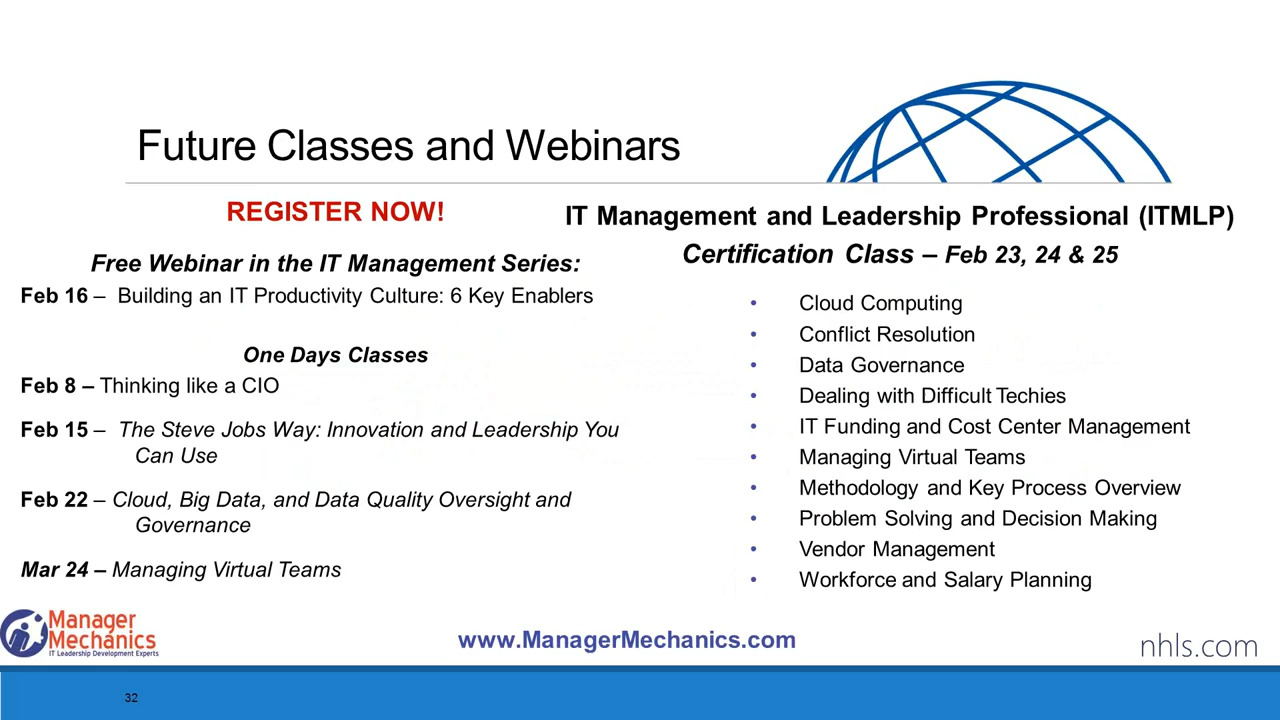 Future Classes and Webinars
REGISTER NOW!
Free Webinar in the IT Management Series:
Feb 16 – Building an IT Productivity Culture: 6 Key Enablers
One Days Classes
Feb 8 – Thinking like a CIO
Feb 15 – The Steve Jobs Way: Innovation and Leadership You
Can Use
Feb 22 – Cloud, Big Data, and Data Quality Oversight and
Governance
Mar 24 – Managing Virtual Teams
IT Management and Leadership Professional (ITMLP)
Certification Class – Feb 23, 24 & 25
• Cloud Computing
• Conflict Resolution
• Data Governance
• Dealing with Difficult Techies
• IT Funding and Cost Center Management
• Managing Virtual Teams
• Methodology and Key Process Overview
• Problem Solving and Decision Making
• Vendor Management
• Workforce and Salary Planning
Manager
Mechanics
IT Leadership Development Experts
www.ManagerMechanics.com
nhls.com
32